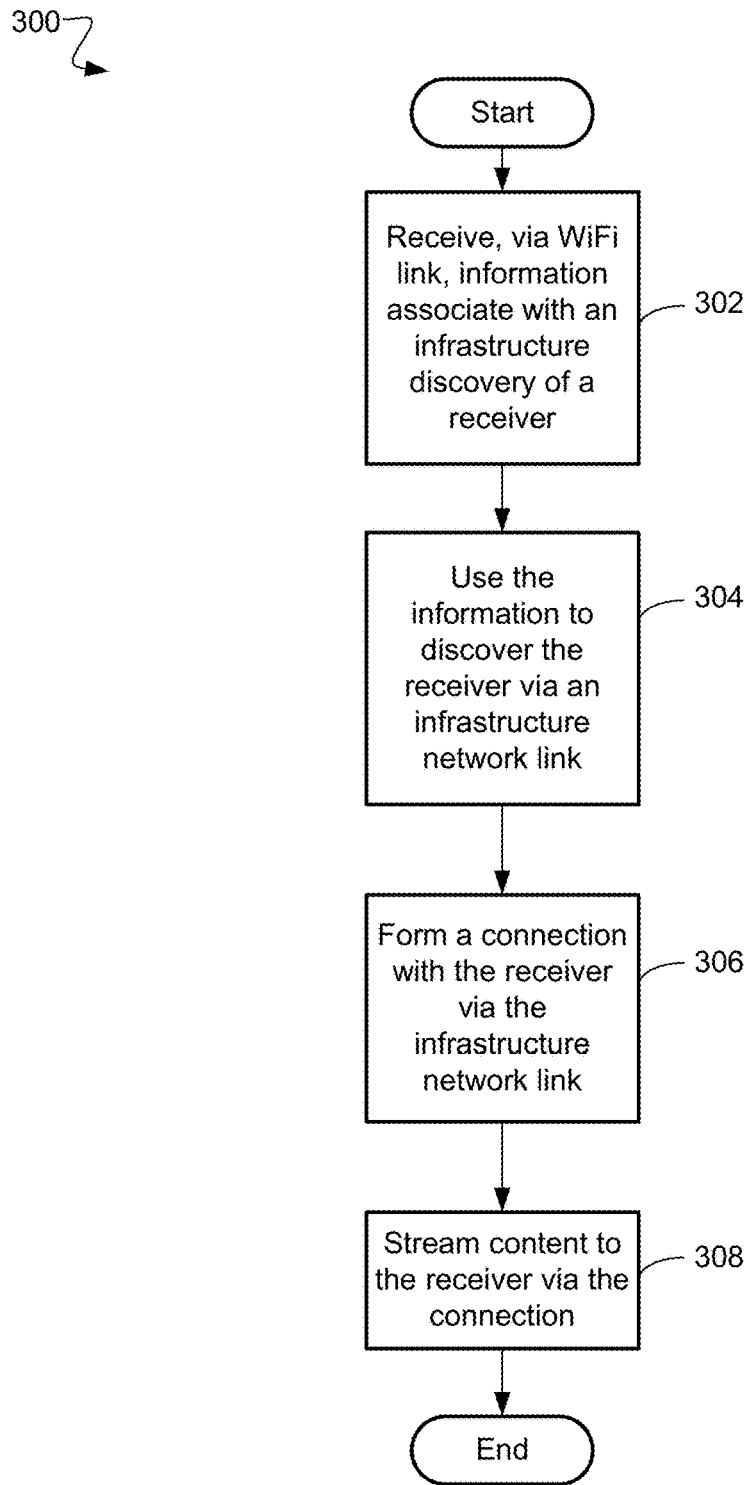 300
Start
Receive, via WiFi
link, information
associate with an
infrastructure
discovery of a
receiver
302
Use the
information to
discover the
receiver via an
infrastructure
network link
304
Form a connection
with the receiver
via the
infrastructure
network link
306
Stream content to
the receiver via the
connection
308
End